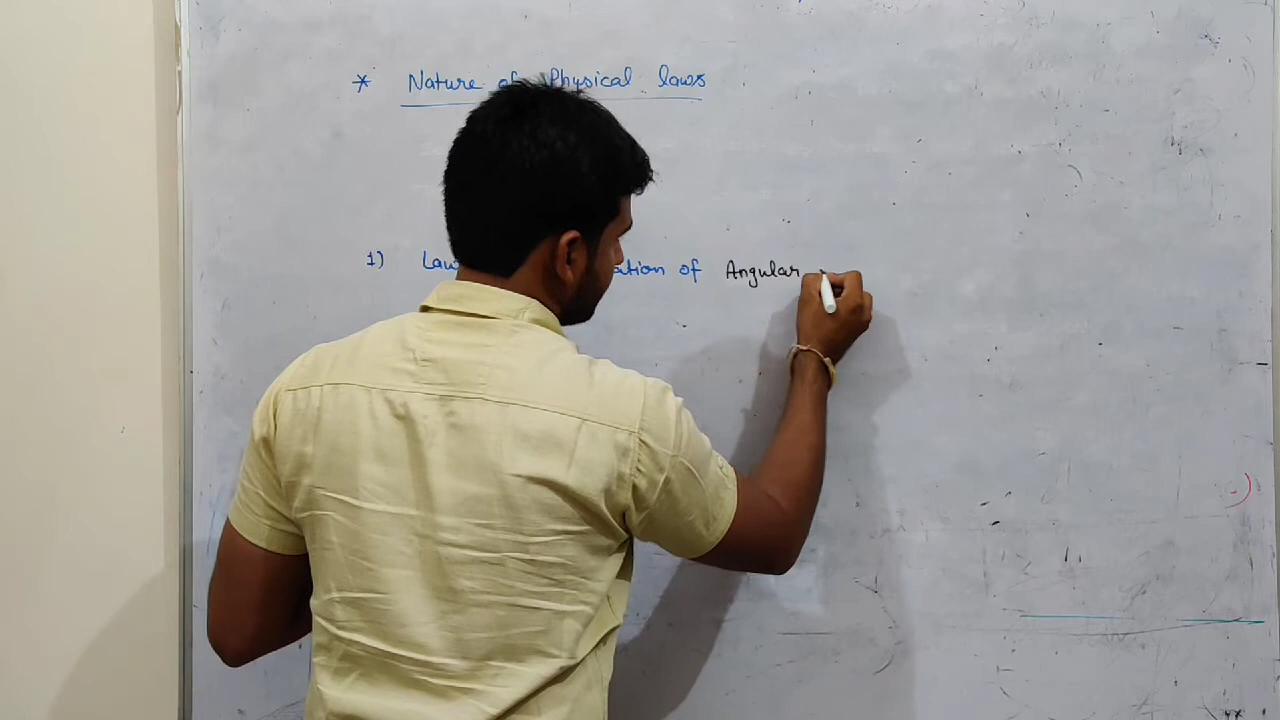 * Nature of Physical laws
1) Law ation of Angular